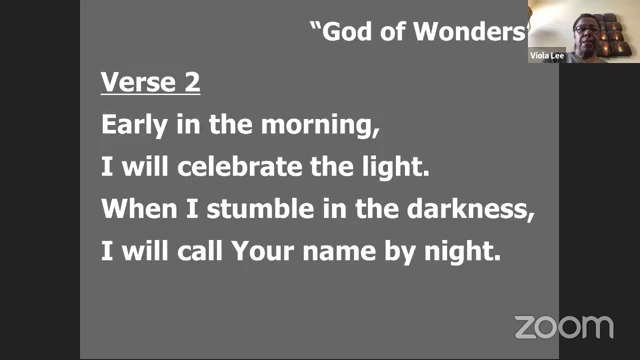 “God of Wonders”
Viola Lee
Verse 2
Early in the morning,
I will celebrate the light.
When I stumble in the darkness,
I will call Your name by night.
zoom